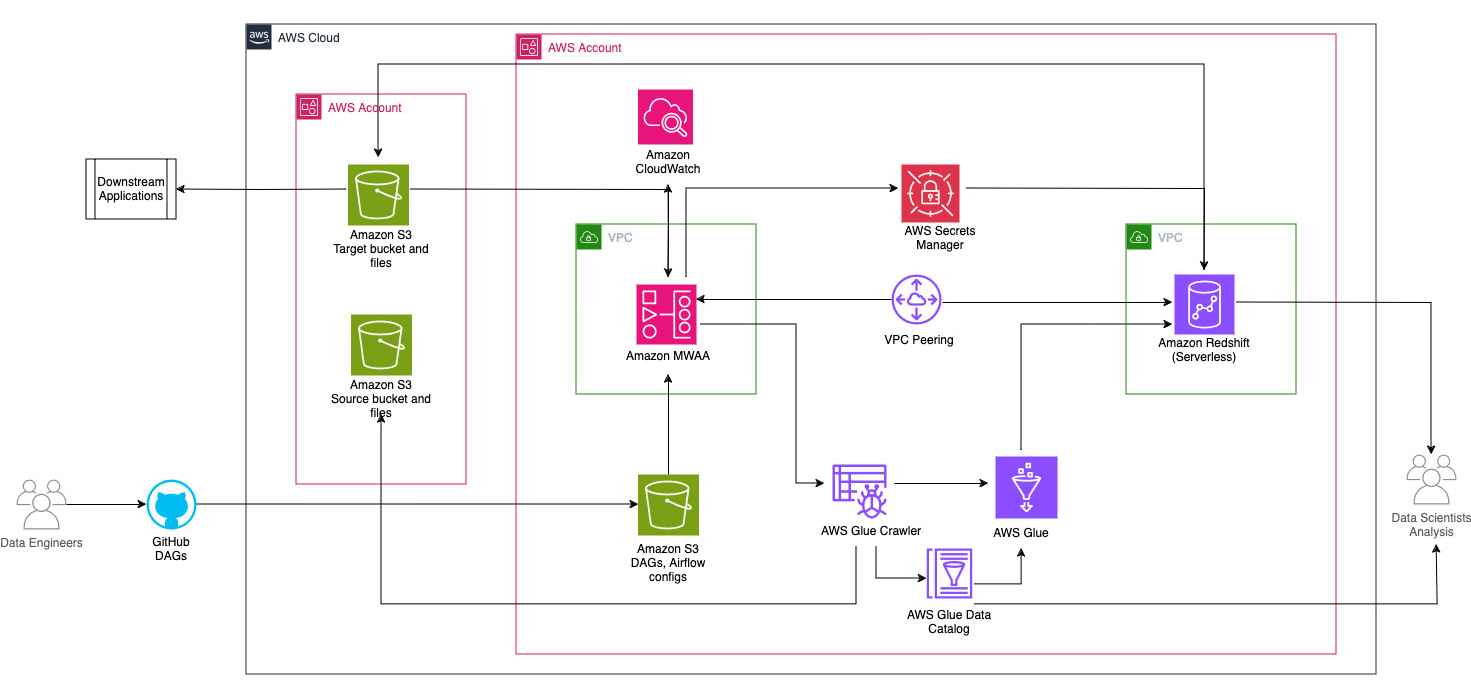 aws
AWS Cloud
AWS Account
AWS Account
Amazon
CloudWatch
Downstream
Applications
Amazon S3
Target bucket and
files
AWS Secrets
Manager
VPC
VPC
VPC Peering
Amazon MWAA
Amazon Redshift
(Serverless)
Amazon S3
Source bucket and
files
Data Engineers
GitHub
DAGs
Amazon S3
DAGs, Airflow
configs
AWS Glue Crawler
AWS Glue
AWS Glue Data
Catalog
Data Scientists
Analysis